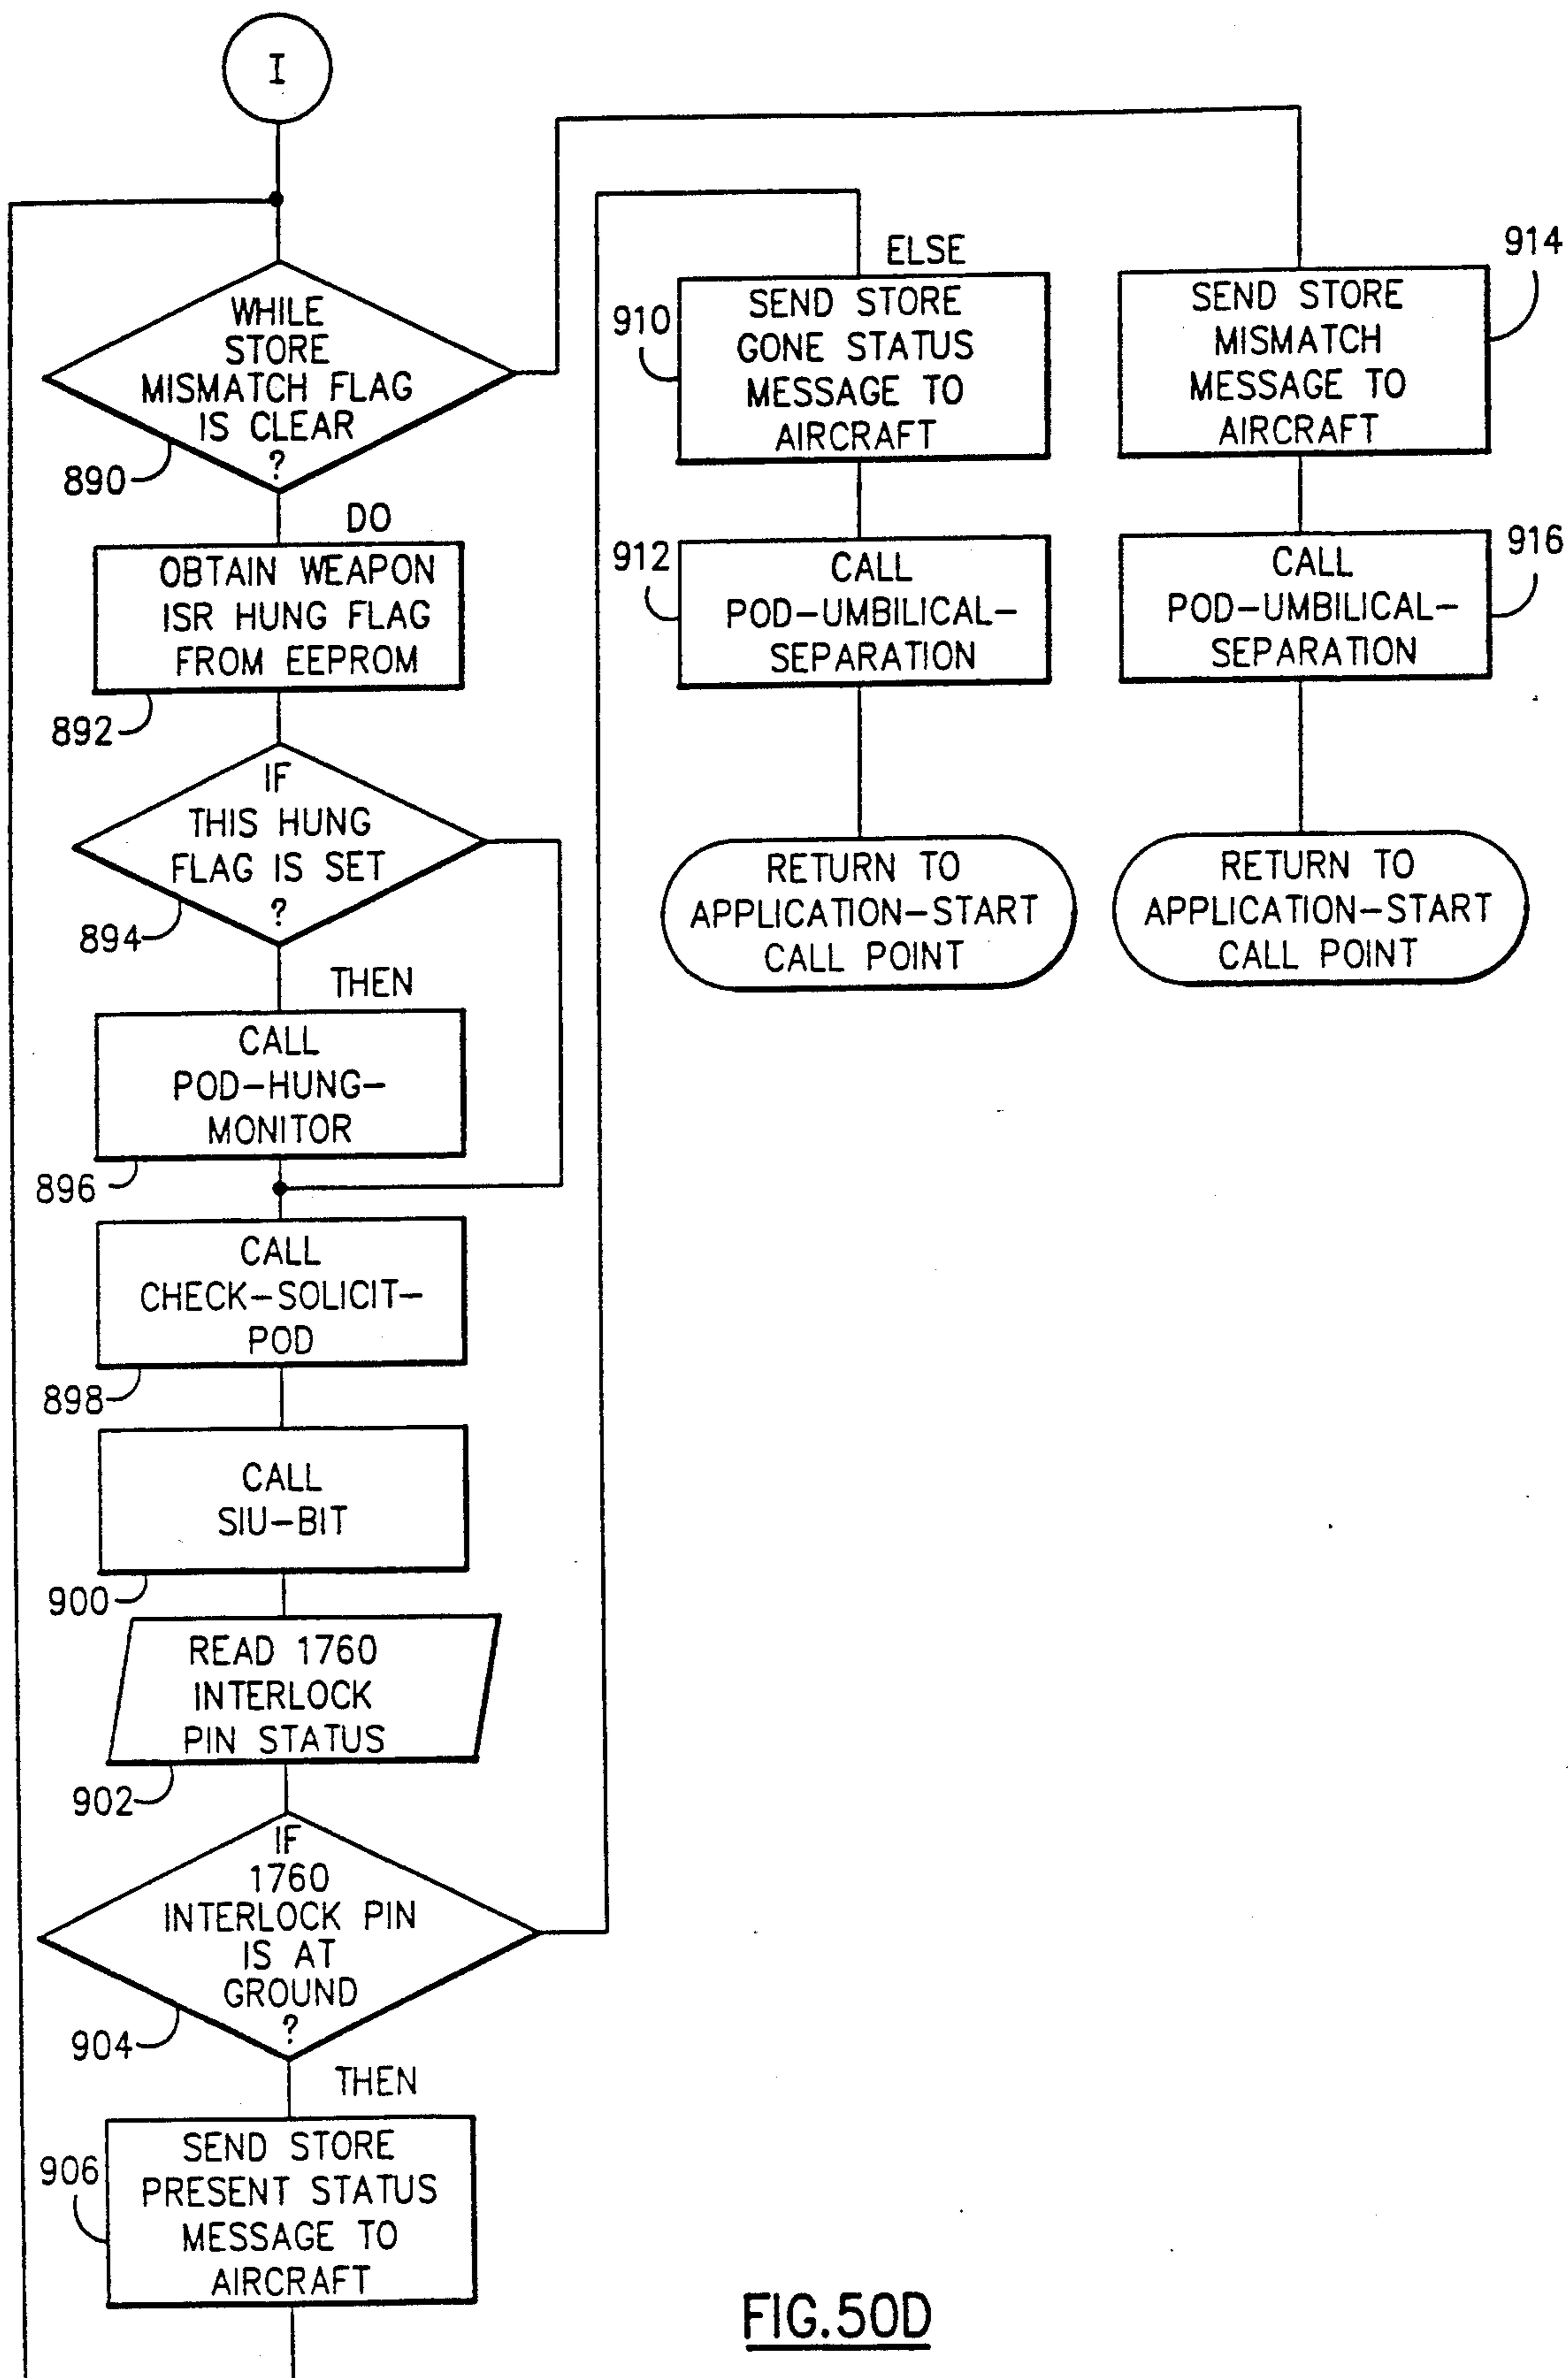 I
WHILE
STORE
MISMATCH FLAG
IS CLEAR
?
890
DO
OBTAIN WEAPON
ISR HUNG FLAG
FROM EEPROM
892
IF
THIS HUNG
FLAG IS SET
?
894
THEN
CALL
POD-HUNG-
MONITOR
896
CALL
CHECK-SOLICIT-
POD
898
CALL
SIU-BIT
900
READ 1760
INTERLOCK
PIN STATUS
902
IF
1760
INTERLOCK PIN
IS AT
GROUND
?
904
THEN
906
SEND STORE
PRESENT STATUS
MESSAGE TO
AIRCRAFT
ELSE
910
SEND STORE
GONE STATUS
MESSAGE TO
AIRCRAFT
912
CALL
POD-UMBILICAL-
SEPARATION
RETURN TO
APPLICATION-START
CALL POINT
914
SEND STORE
MISMATCH
MESSAGE TO
AIRCRAFT
916
CALL
POD-UMBILICAL-
SEPARATION
RETURN TO
APPLICATION-START
CALL POINT
FIG.50D